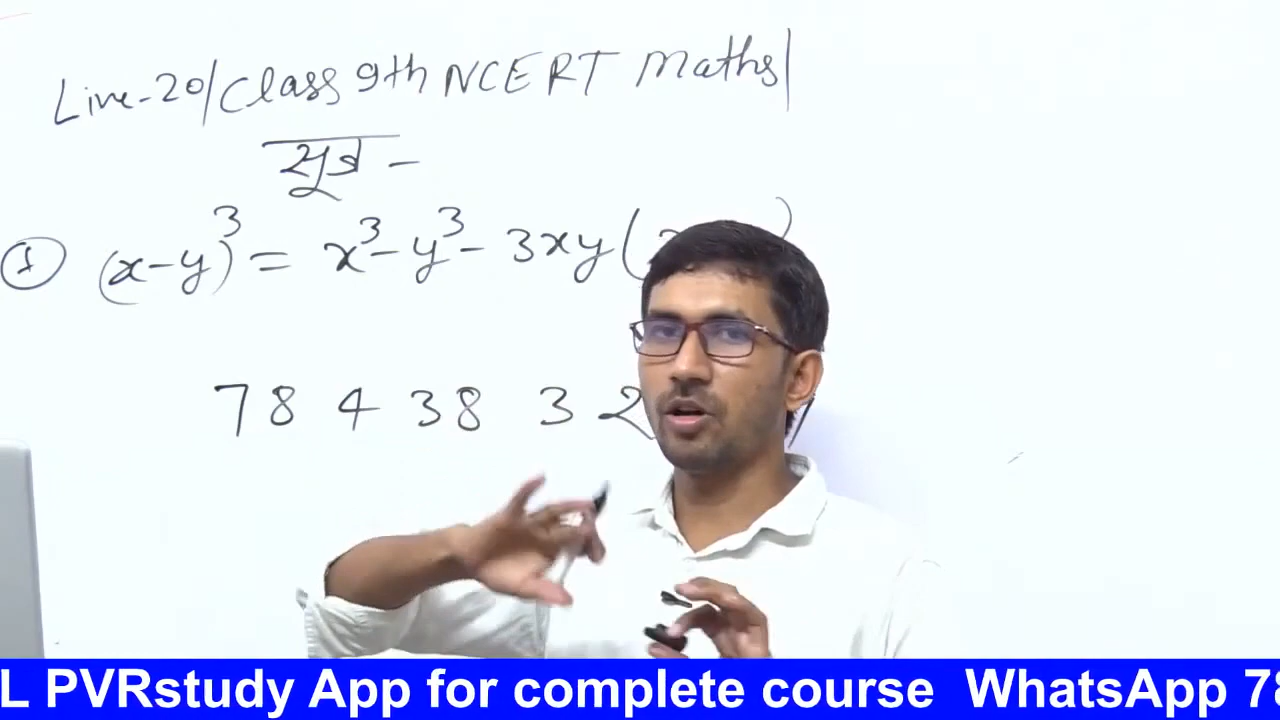 Live-20/Class 9th NCERT Maths/
सूत्र -
① (x-y)³ = x³-y³- 3xy(
78 4 38 3 2
L PVRstudy App for complete course WhatsApp 78